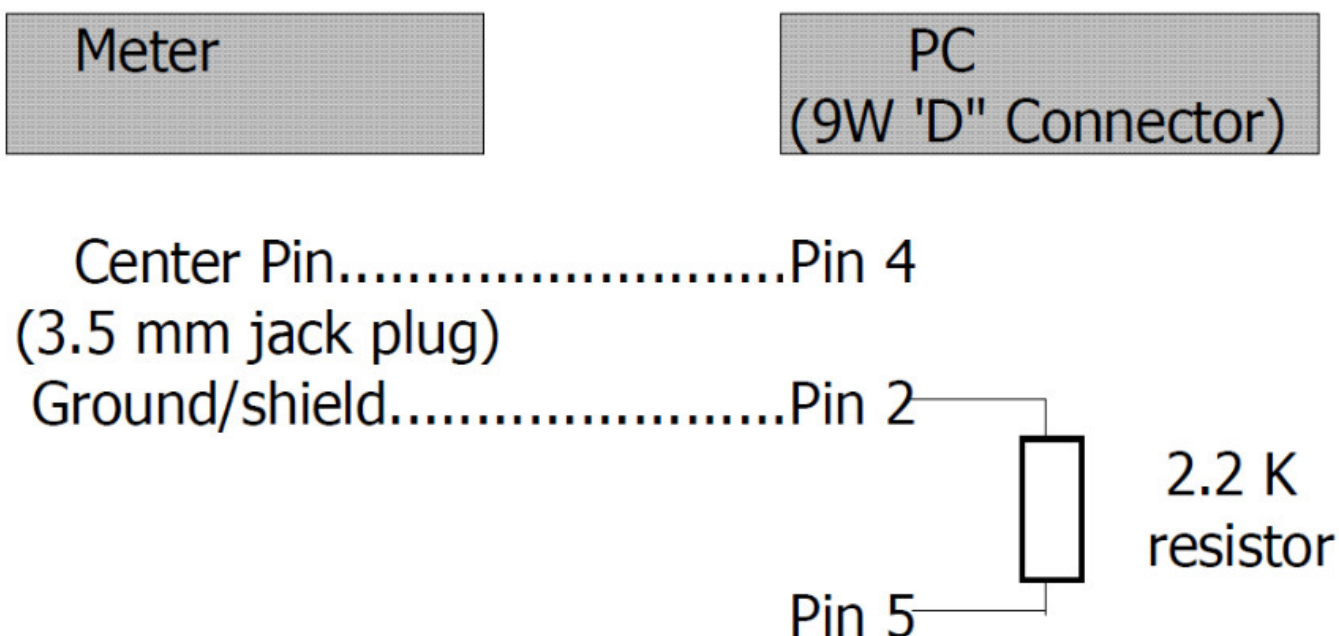 Meter
PC
(9W 'D" Connector)
Center Pin..........................Pin 4
(3.5 mm jack plug)
Ground/shield.......................Pin 2
2.2 K
resistor
Pin 5